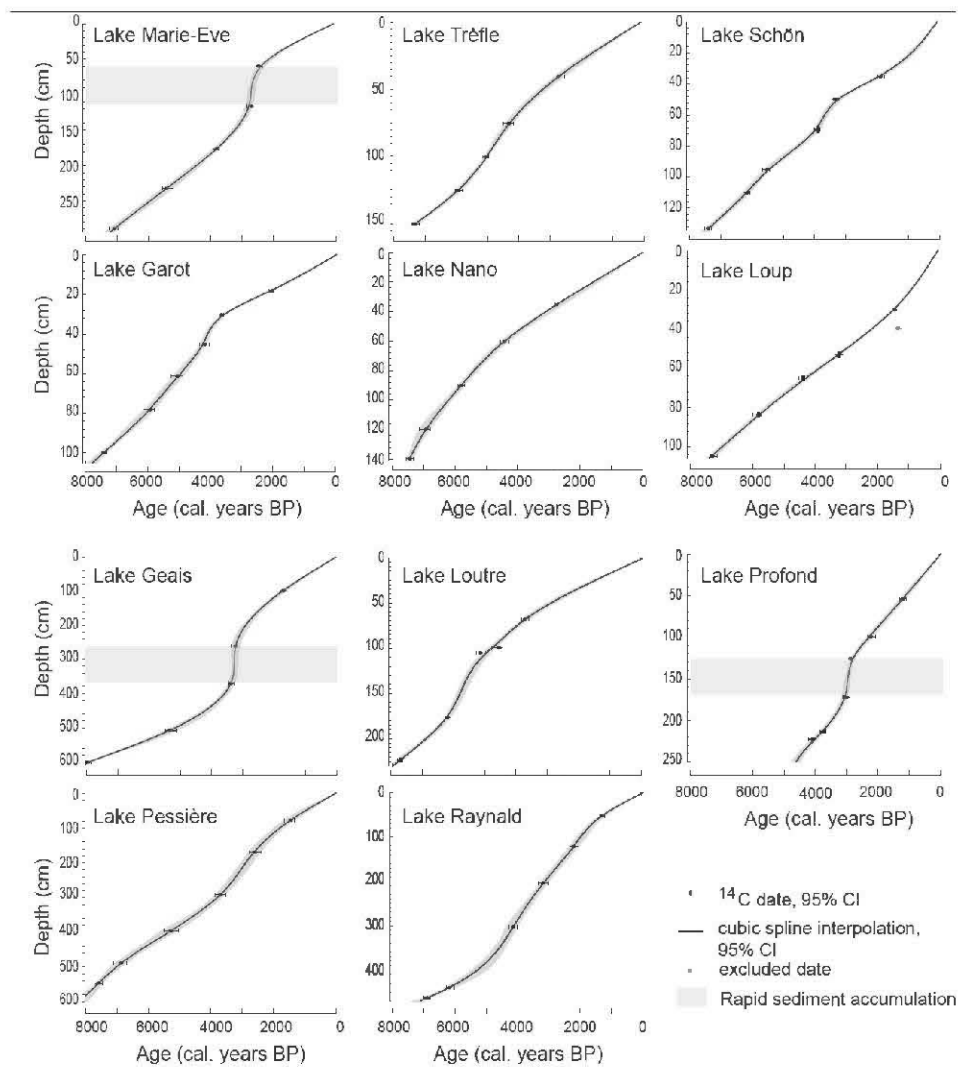 Lake Marie-Eve
Depth (cm)
0
50
100
150
200
250
Lake Trèfle
0
50
100
150
Lake Schön
0
20
40
60
80
100
120
Lake Garot
Depth (cm)
0
20
40
60
80
100
8000 6000 4000 2000 0
Age (cal. years BP)
Lake Nano
0
20
40
60
80
100
120
140
8000 6000 4000 2000 0
Age (cal. years BP)
Lake Loup
0
20
40
60
80
100
8000 6000 4000 2000 0
Age (cal. years BP)
Lake Geais
Depth (cm)
0
100
200
300
400
500
600
Lake Loutre
0
50
100
150
200
Lake Profond
0
50
100
150
200
250
8000 6000 4000 2000 0
Age (cal. years BP)
Lake Pessière
Depth (cm)
0
100
200
300
400
500
600
8000 6000 4000 2000 0
Age (cal. years BP)
Lake Raynald
0
100
200
300
400
8000 6000 4000 2000 0
Age (cal. years BP)
14C date, 95% CI
cubic spline interpolation,
95% CI
excluded date
Rapid sediment accumulation